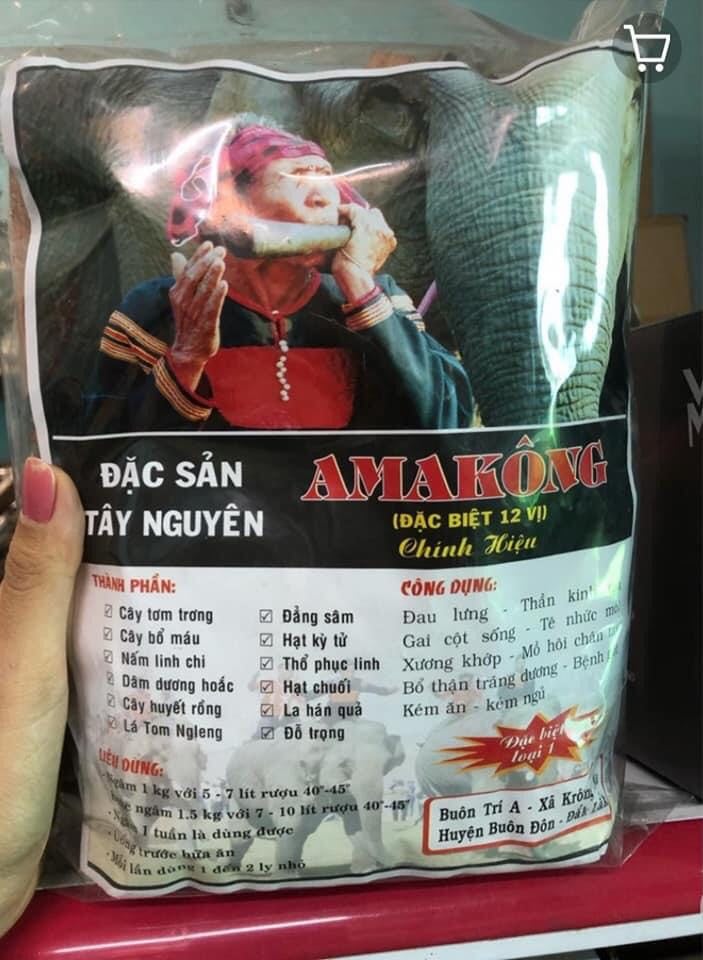 ĐẶC SẢN
TÂY NGUYÊN
AMAKÔNG
(ĐẶC BIỆT 12 VỊ)
Chính Hiệu
THÀNH PHẦN:
Cây tơm trơng
Cây bổ máu
Nấm linh chi
Dâm dương hoắc
Cây huyết rồng
Lá Tom Ngleng
Đẳng sâm
Hạt kỳ tử
Thổ phục linh
Hạt chuối
La hán quả
Đỗ trọng
CÔNG DỤNG:
Đau lưng - Thần kinh
Gai cột sống - Tê nhức
Xương khớp - Mỏ hôi chân
Bổ thận tráng dương - Bệnh
Kém ăn - kém ngủ
Đặc biệt
loại 1
LIỀU DÙNG:
- Ngâm 1 kg với 5 - 7 lít rượu 40°-45°
ngâm 1.5 kg với 7 - 10 lít rượu 40°-45°
- Ngâm 1 tuần là dùng được
- Uống trước bữa ăn
- Mỗi lần dùng 1 đến 2 ly nhỏ
Buôn Trí A - Xã Krông
Huyện Buôn Đôn - Đắk